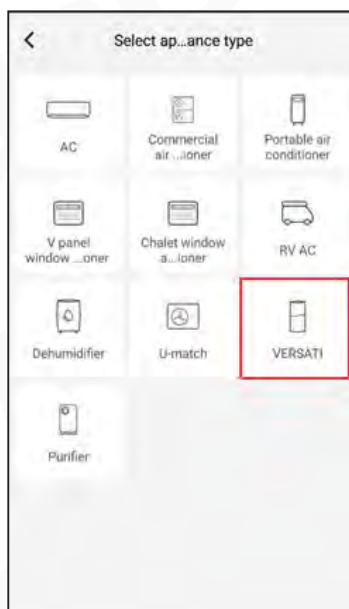 Select ap...ance type
AC
Commercial
air ...ioner
Portable air
conditioner
V panel
window ...oner
Chalet window
a...ioner
RV AC
Dehumidifier
U-match
VERSATI
Purifier